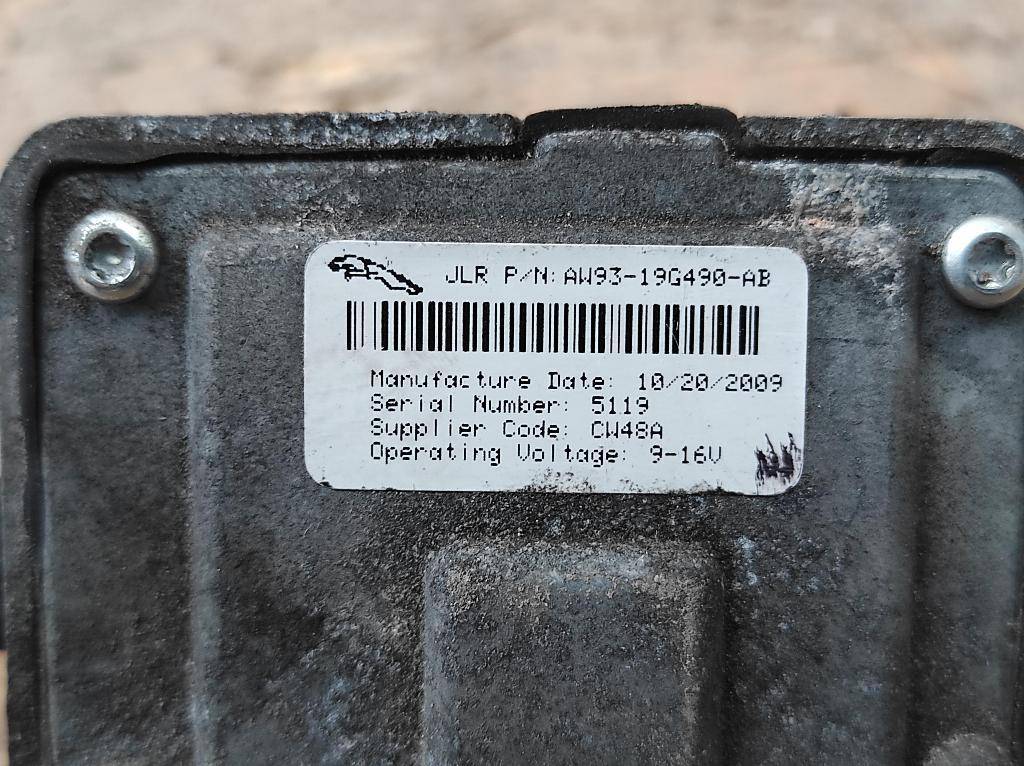 JLR P/N: AW93-19G490-AB
Manufacture Date: 10/20/2009
Serial Number: 5119
Supplier Code: CW48A
Operating Voltage: 9-16V